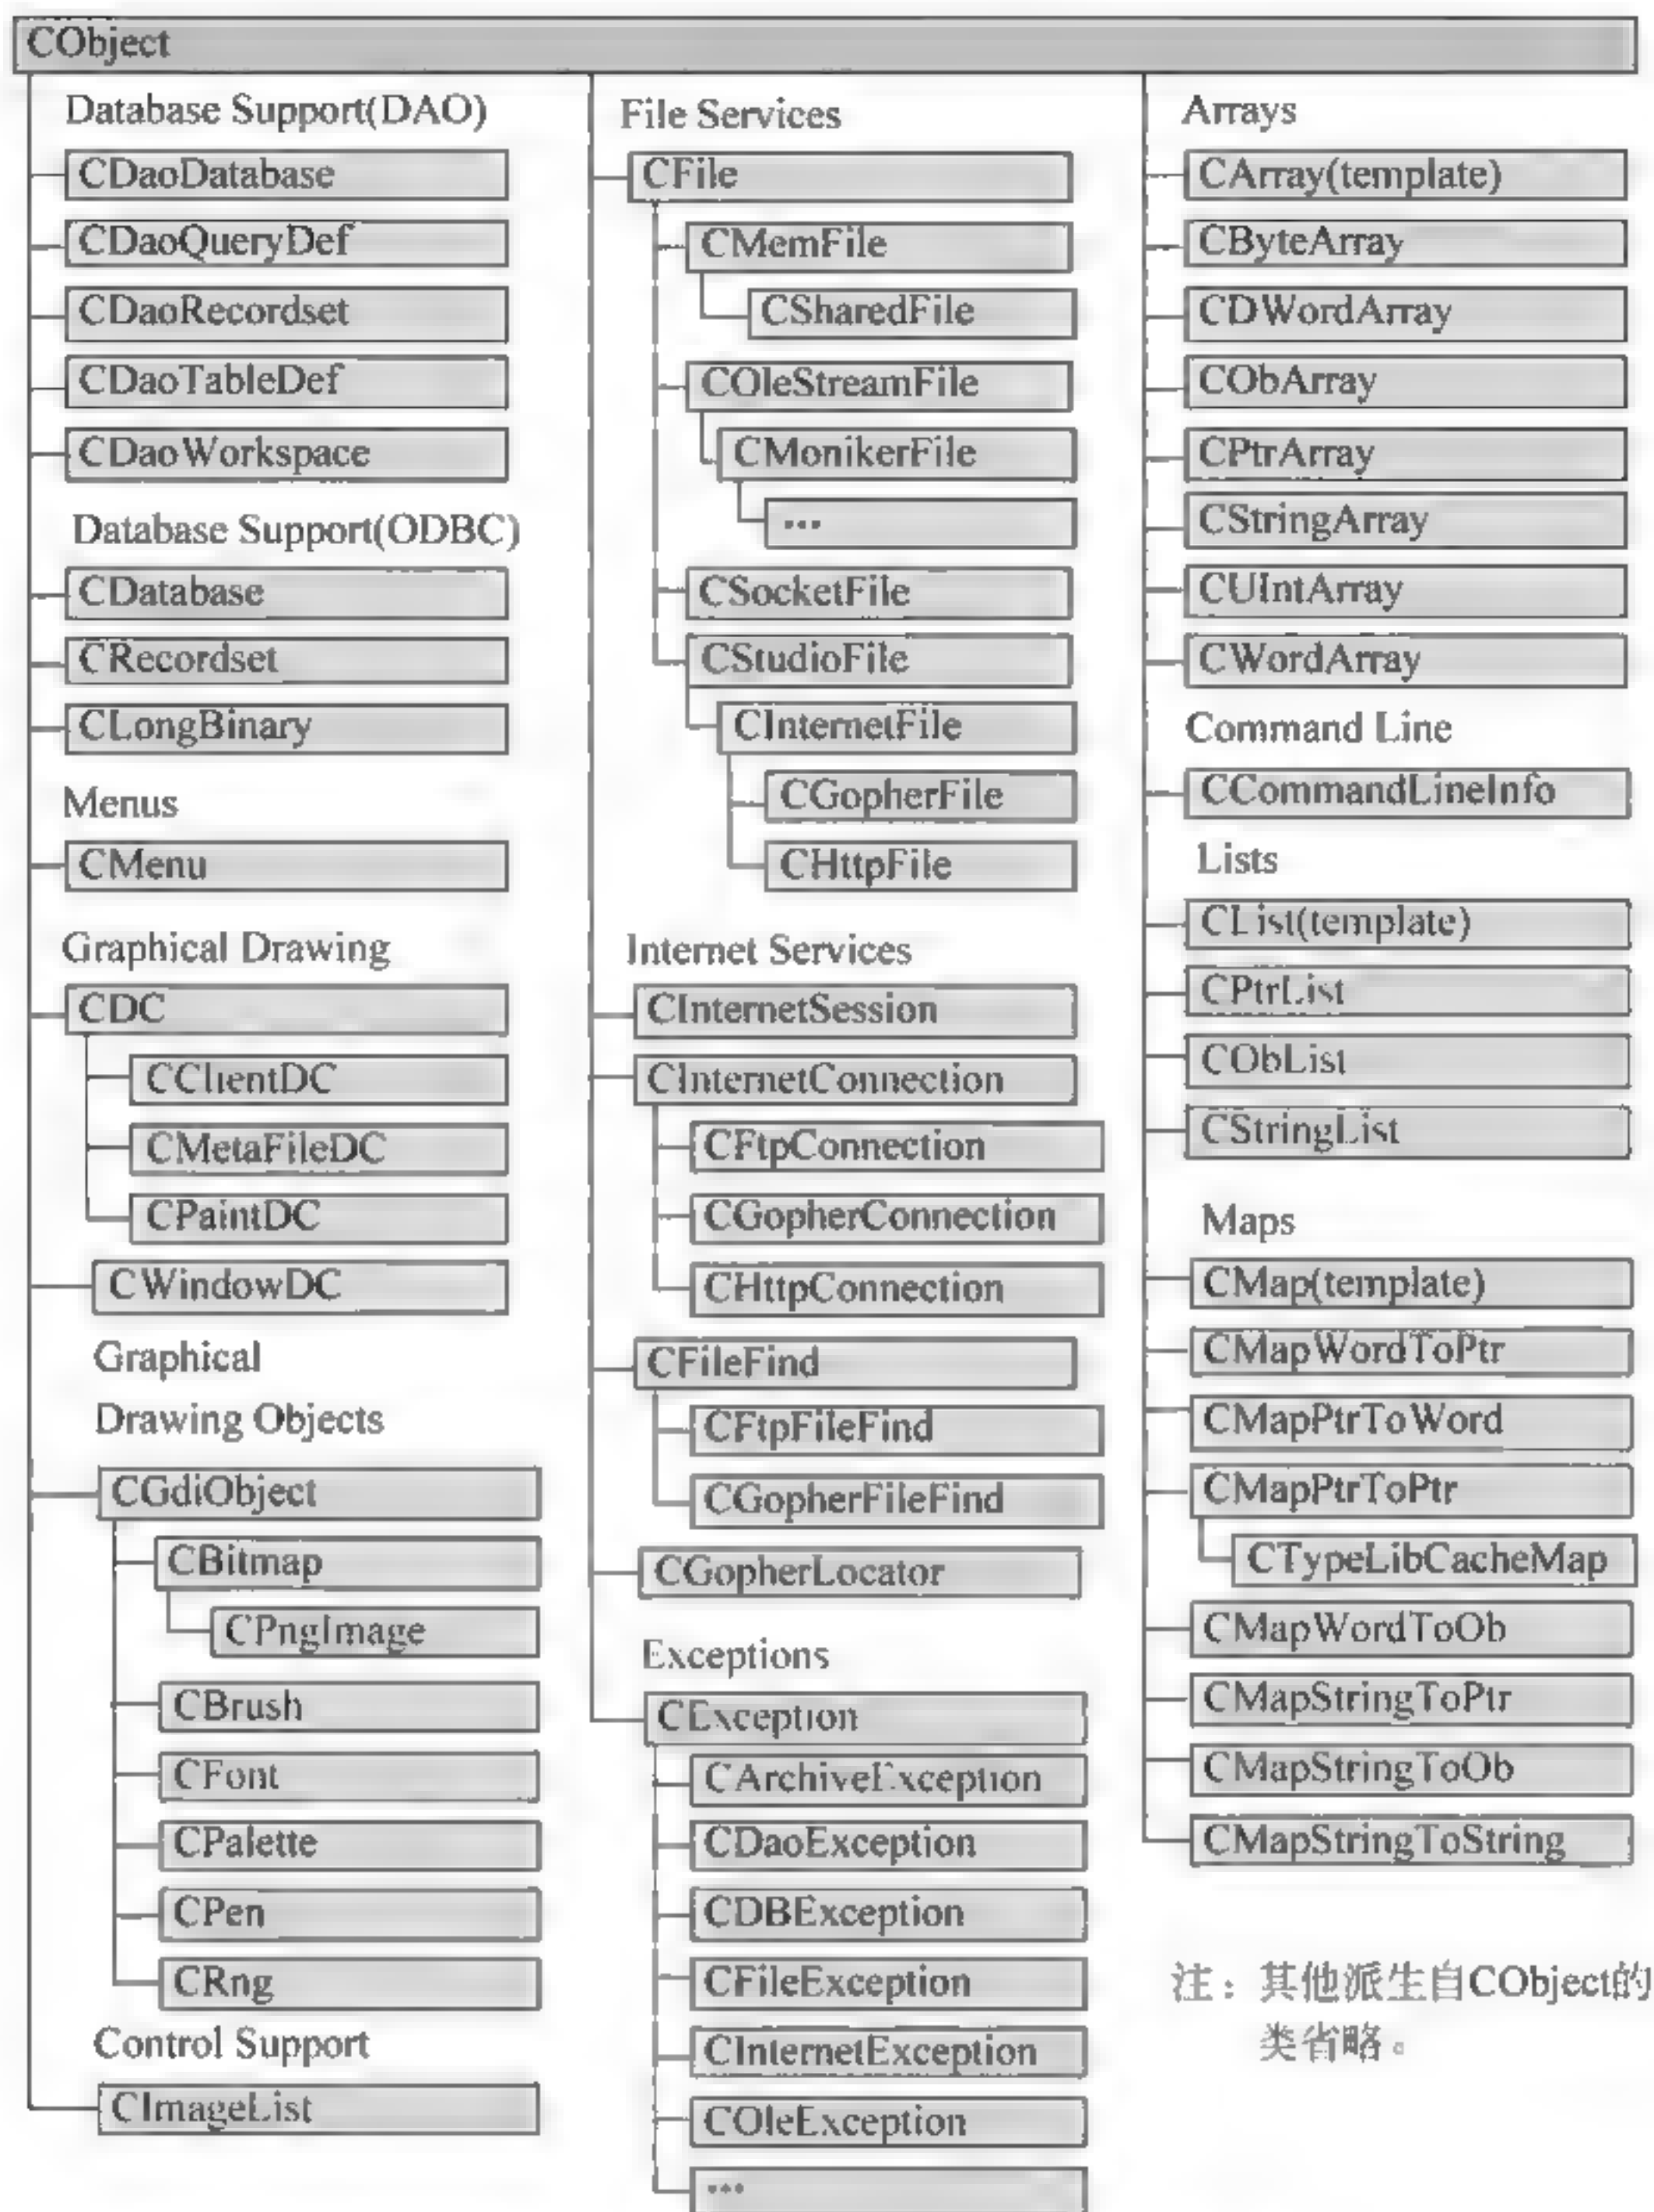 CObject
Database Support(DAO)
CDaoDatabase
CDaoQueryDef
CDaoRecordset
CDaoTableDef
CDaoWorkspace
Database Support(ODBC)
CDatabase
CRecordset
CLongBinary
Menus
CMenu
Graphical Drawing
CDC
CClientDC
CMetaFileDC
CPaintDC
CWindowDC
Graphical
Drawing Objects
CGdiObject
CBitmap
CPngImage
CBrush
CFont
CPalette
CPen
CRng
Control Support
CImageList
File Services
CFile
CMemFile
CSharedFile
COleStreamFile
CMonikerFile
...
CSocketFile
CStudioFile
CInternetFile
CGopherFile
CHttpFile
Internet Services
CInternetSession
CInternetConnection
CFtpConnection
CGopherConnection
CHttpConnection
CFileFind
CFtpFileFind
CGopherFileFind
CGopherLocator
Exceptions
CException
CArchiveException
CDaoException
CDBException
CFileException
CInternetException
COleException
...
Arrays
CArray(template)
CByteArray
CDWordArray
CObArray
CPtrArray
CStringArray
CUIntArray
CWordArray
Command Line
CCommandLineInfo
Lists
CList(template)
CPtrList
CObList
CStringList
Maps
CMap(template)
CMapWordToPtr
CMapPtrToWord
CMapPtrToPtr
CTypeLibCacheMap
CMapWordToOb
CMapStringToPtr
CMapStringToOb
CMapStringToString
注：其他派生自CObject的
类省略。